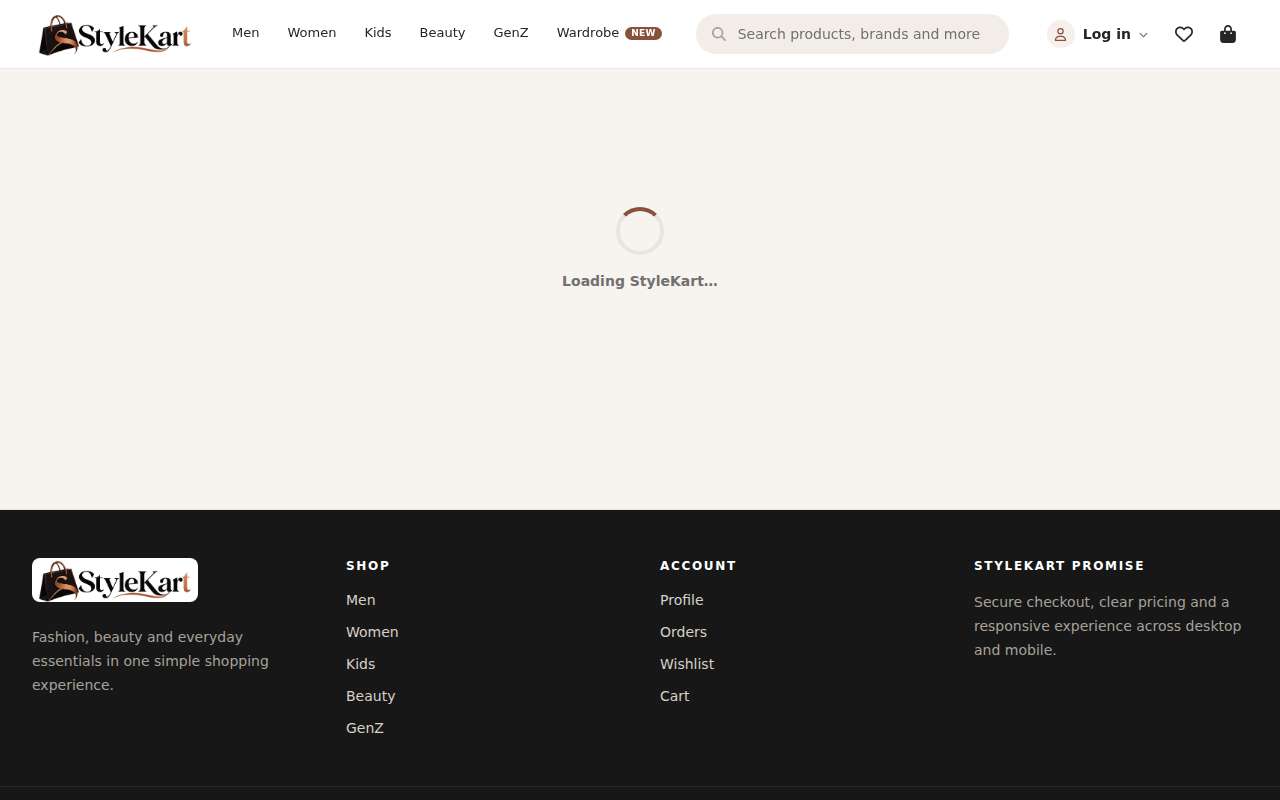 StyleKart
Men Women Kids Beauty GenZ Wardrobe NEW
Search products, brands and more
Log in
Loading StyleKart…
StyleKart
Fashion, beauty and everyday
essentials in one simple shopping
experience.
SHOP
Men
Women
Kids
Beauty
GenZ
ACCOUNT
Profile
Orders
Wishlist
Cart
STYLEKART PROMISE
Secure checkout, clear pricing and a
responsive experience across desktop
and mobile.